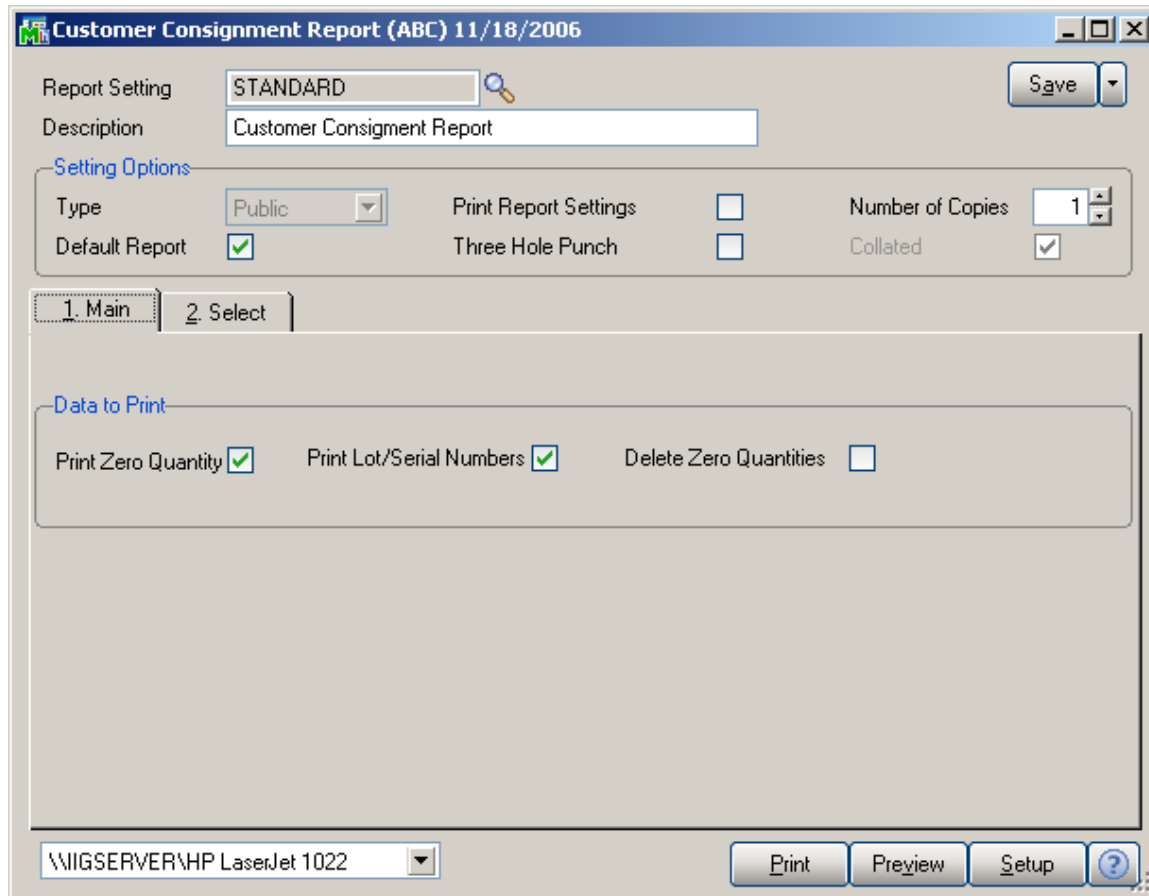 Customer Consignment Report (ABC) 11/18/2006
Report Setting STANDARD Save
Description Customer Consigment Report
Setting Options
Type Public Print Report Settings Number of Copies 1
Default Report Three Hole Punch Collated
1. Main 2. Select
Data to Print
Print Zero Quantity Print Lot/Serial Numbers Delete Zero Quantities
\\IIGSERVER\HP LaserJet 1022 Print Preview Setup ?